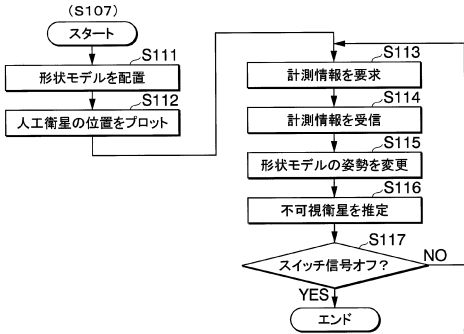 (S107)
スタート
S111
形状モデルを配置
S112
人工衛星の位置をプロット
S113
計測情報を要求
S114
計測情報を受信
S115
形状モデルの姿勢を変更
S116
不可視衛星を推定
S117
スイッチ信号オフ?
NO
YES
エンド